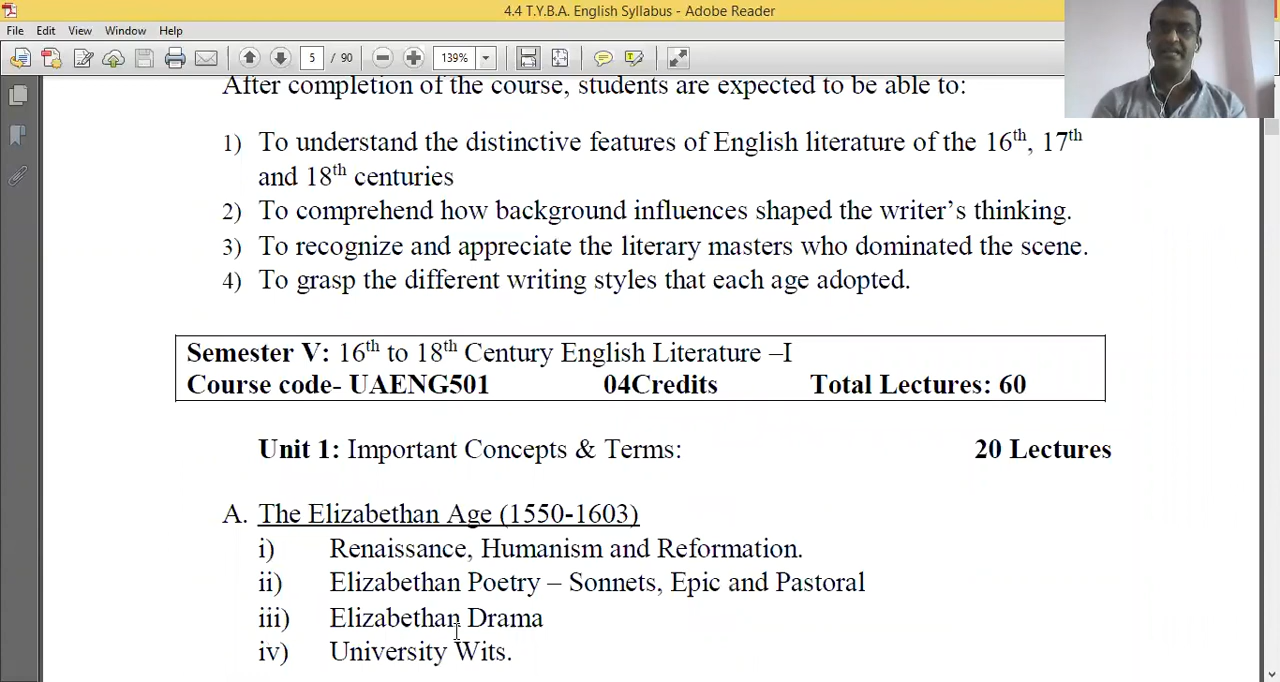 4.4 T.Y.B.A. English Syllabus - Adobe Reader
File Edit View Window Help
5 / 90 139%
After completion of the course, students are expected to be able to:
1) To understand the distinctive features of English literature of the 16th, 17th
and 18th centuries
2) To comprehend how background influences shaped the writer's thinking.
3) To recognize and appreciate the literary masters who dominated the scene.
4) To grasp the different writing styles that each age adopted.
Semester V: 16th to 18th Century English Literature –I
Course code- UAENG501 04Credits Total Lectures: 60
Unit 1: Important Concepts & Terms: 20 Lectures
A. The Elizabethan Age (1550-1603)
i) Renaissance, Humanism and Reformation.
ii) Elizabethan Poetry – Sonnets, Epic and Pastoral
iii) Elizabethan Drama
iv) University Wits.